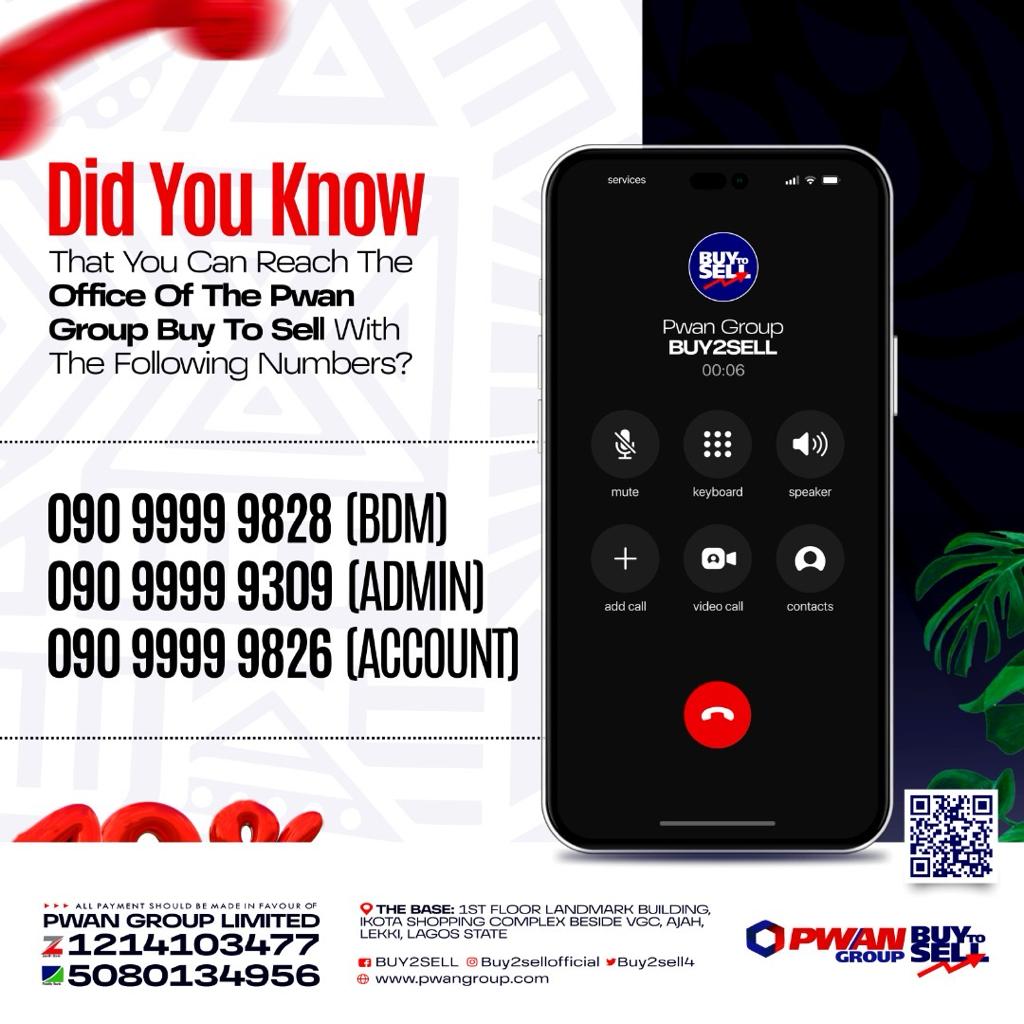 Did You Know
That You Can Reach The
Office Of The Pwan
Group Buy To Sell With
The Following Numbers?
090 9999 9828 (BDM)
090 9999 9309 (ADMIN)
090 9999 9826 (ACCOUNT)
services
BUY TO
SELL
Pwan Group
BUY2SELL
00:06
mute
keyboard
speaker
add call
video call
contacts
ALL PAYMENT SHOULD BE MADE IN FAVOUR OF
PWAN GROUP LIMITED
1214103477
5080134956
THE BASE: 1ST FLOOR LANDMARK BUILDING,
IKOTA SHOPPING COMPLEX BESIDE VGC, AJAH,
LEKKI, LAGOS STATE
BUY2SELL Buy2sellofficial Buy2sell4
www.pwangroup.com
PWAN
GROUP
BUY TO
SELL